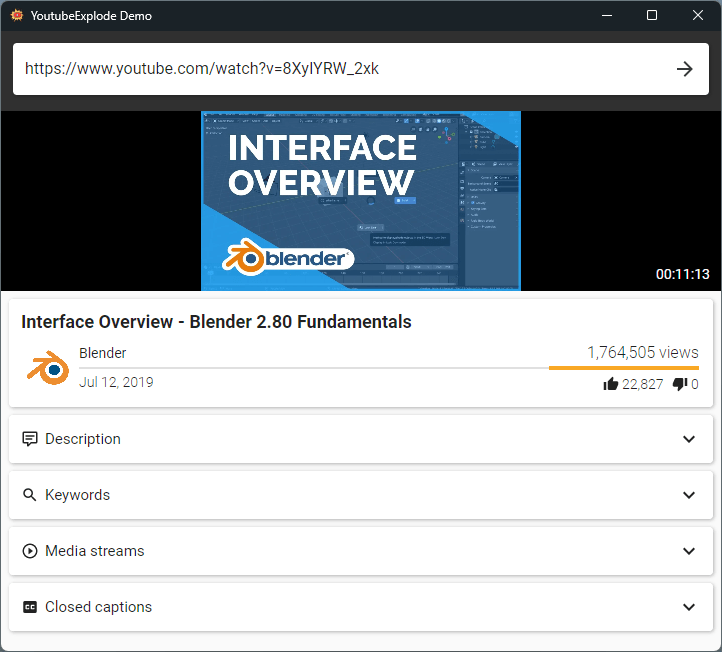 YoutubeExplode Demo
https://www.youtube.com/watch?v=8XylYRW_2xk
INTERFACE
OVERVIEW
blender
00:11:13
Interface Overview - Blender 2.80 Fundamentals
Blender
1,764,505 views
Jul 12, 2019
22,827
0
Description
Keywords
Media streams
CC
Closed captions